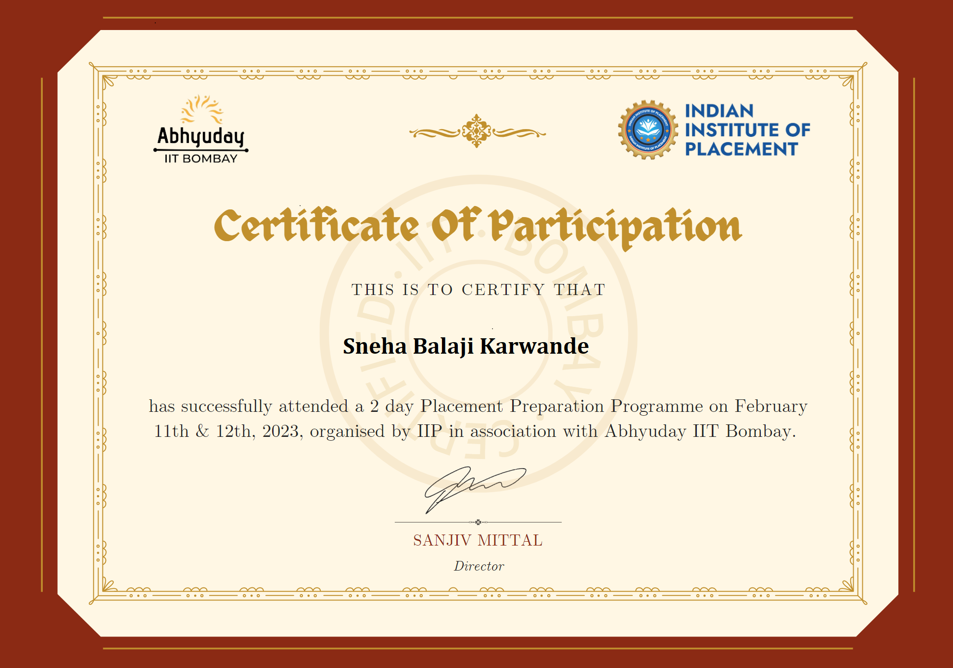 Abhyuday
IIT BOMBAY
INDIAN
INSTITUTE OF
PLACEMENT
Certificate Of Participation
THIS IS TO CERTIFY THAT
Sneha Balaji Karwande
has successfully attended a 2 day Placement Preparation Programme on February
11th & 12th, 2023, organised by IIP in association with Abhyuday IIT Bombay.
SANJIV MITTAL
Director
CERTIFIED · IIT · BOMBAY ·